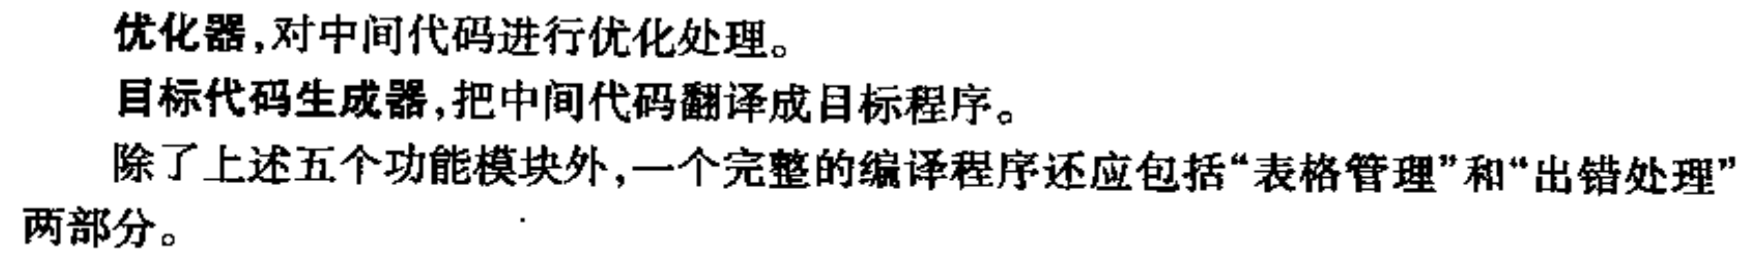 优化器,对中间代码进行优化处理。
目标代码生成器,把中间代码翻译成目标程序。
除了上述五个功能模块外,一个完整的编译程序还应包括“表格管理”和“出错处理”
两部分。